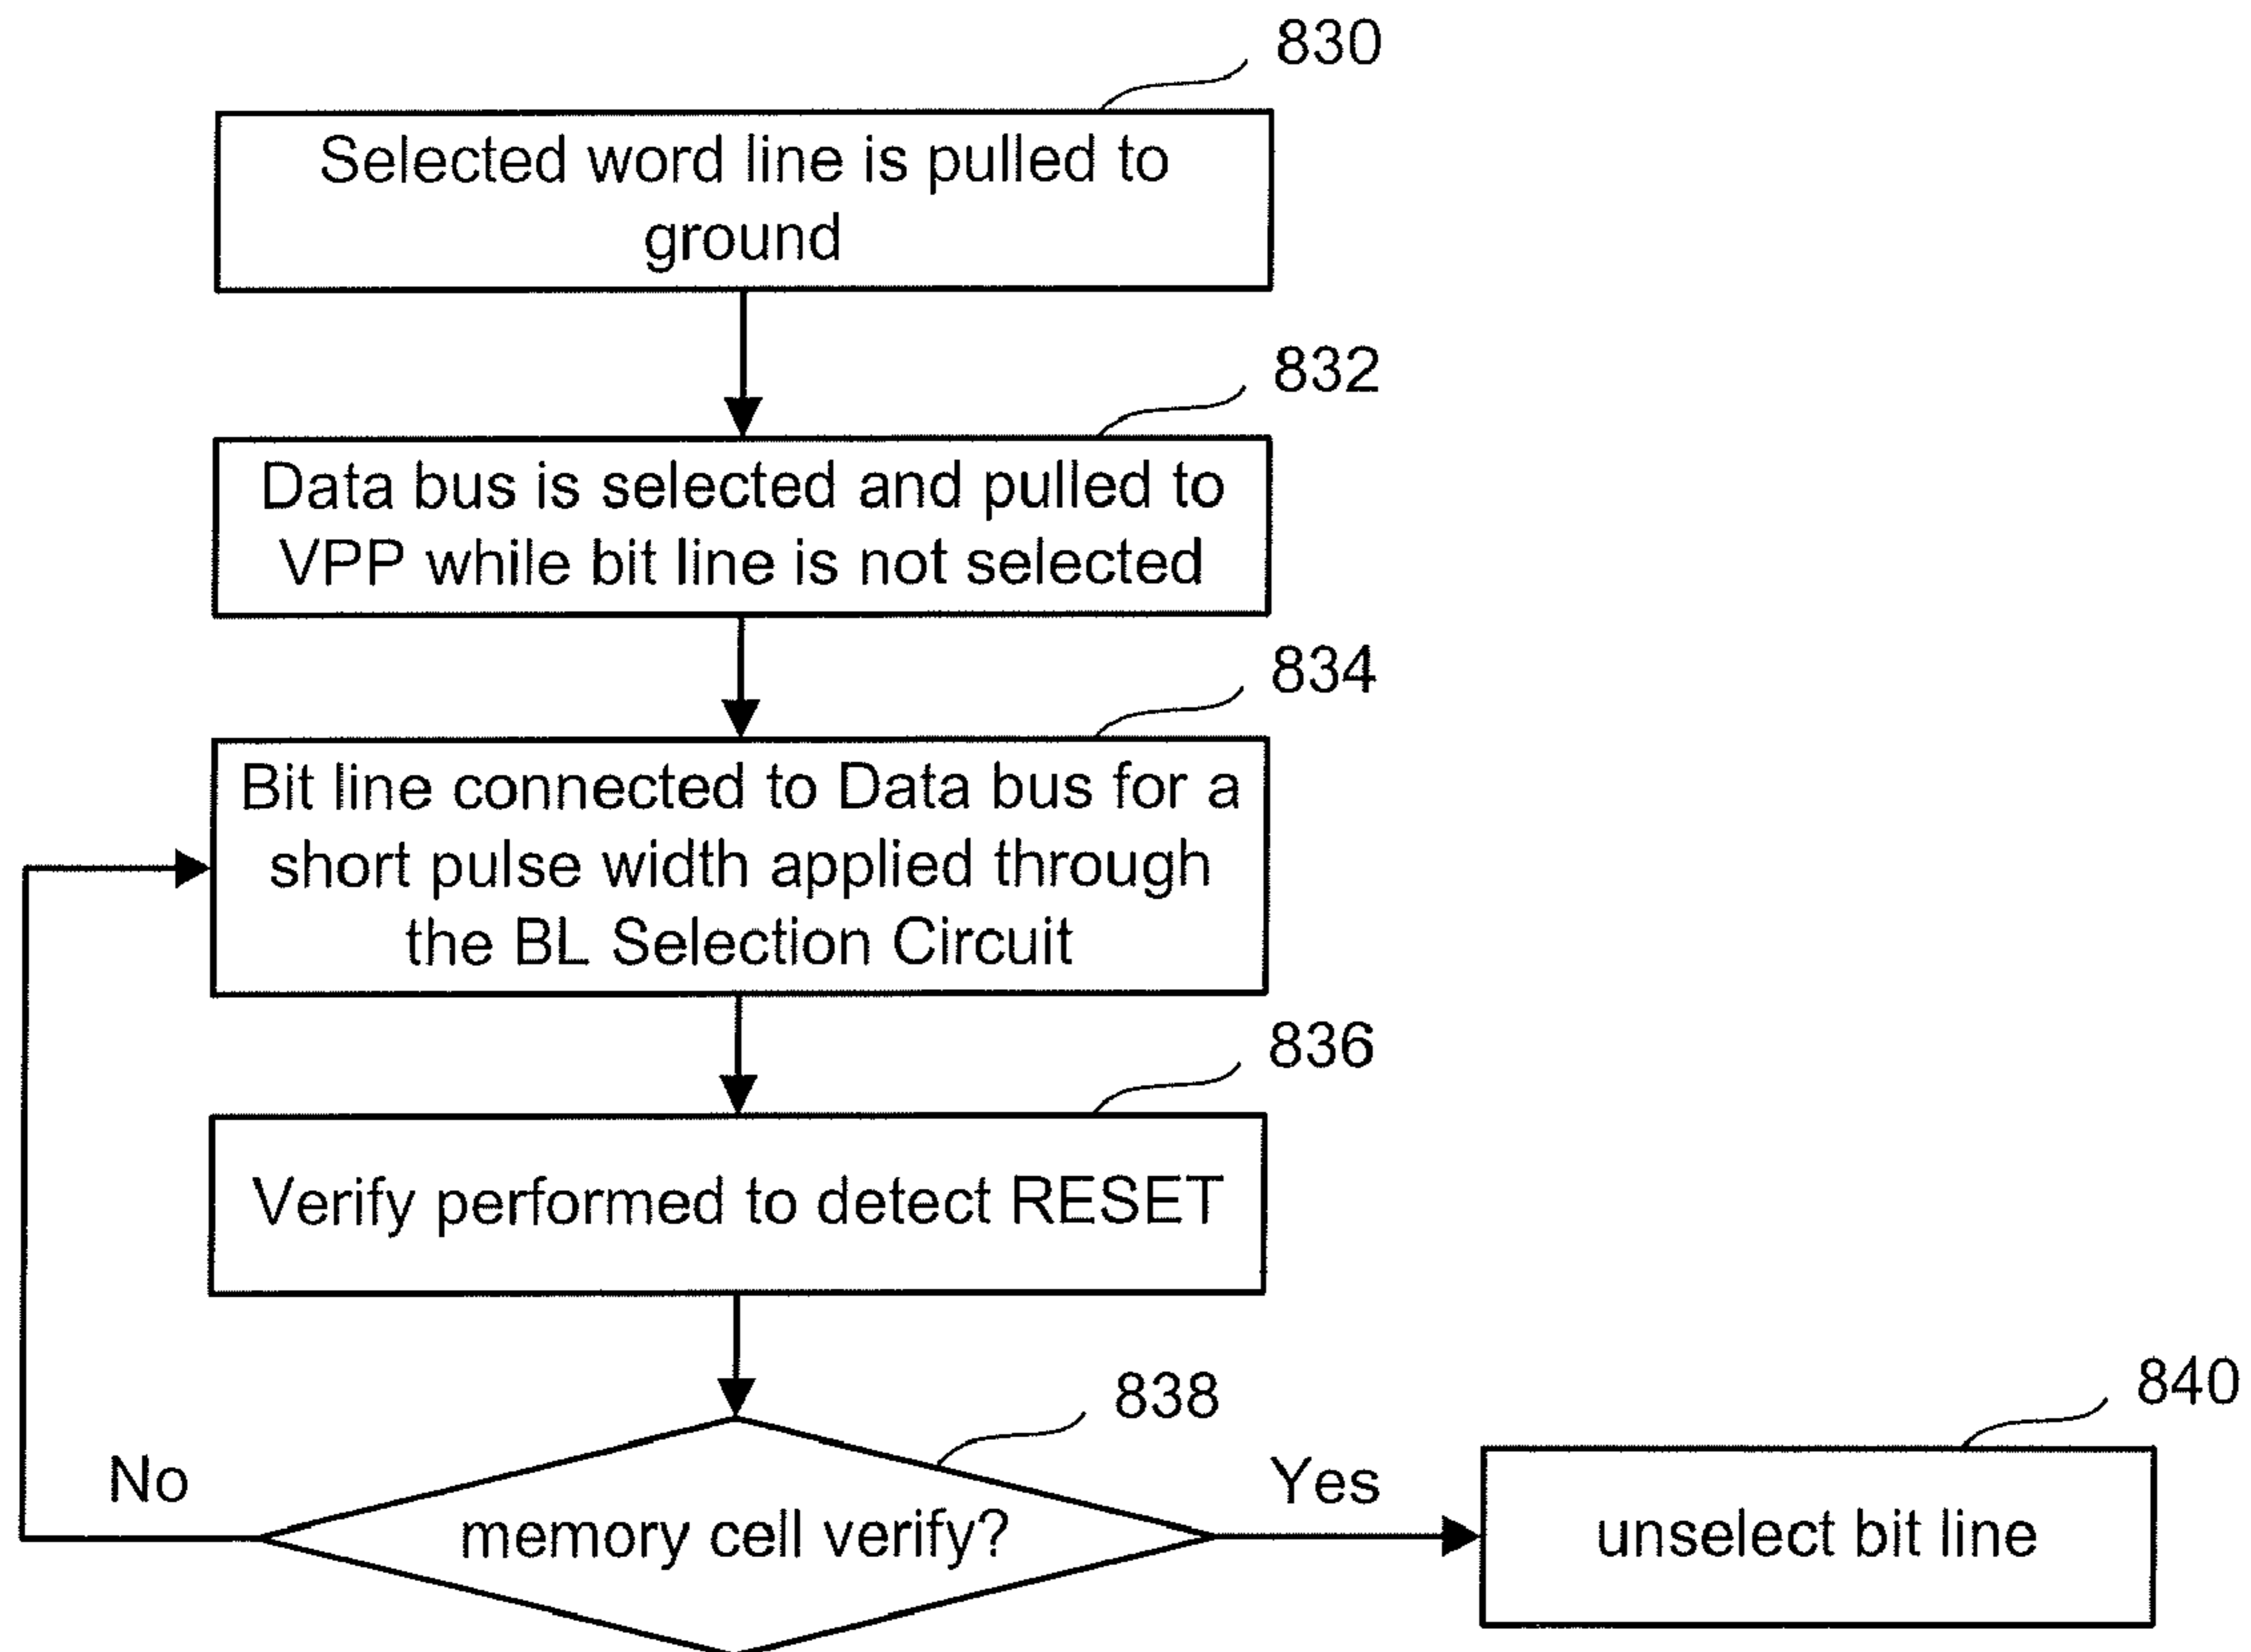 830
Selected word line is pulled to
ground
832
Data bus is selected and pulled to
VPP while bit line is not selected
834
Bit line connected to Data bus for a
short pulse width applied through
the BL Selection Circuit
836
Verify performed to detect RESET
838
840
No
memory cell verify?
Yes
unselect bit line